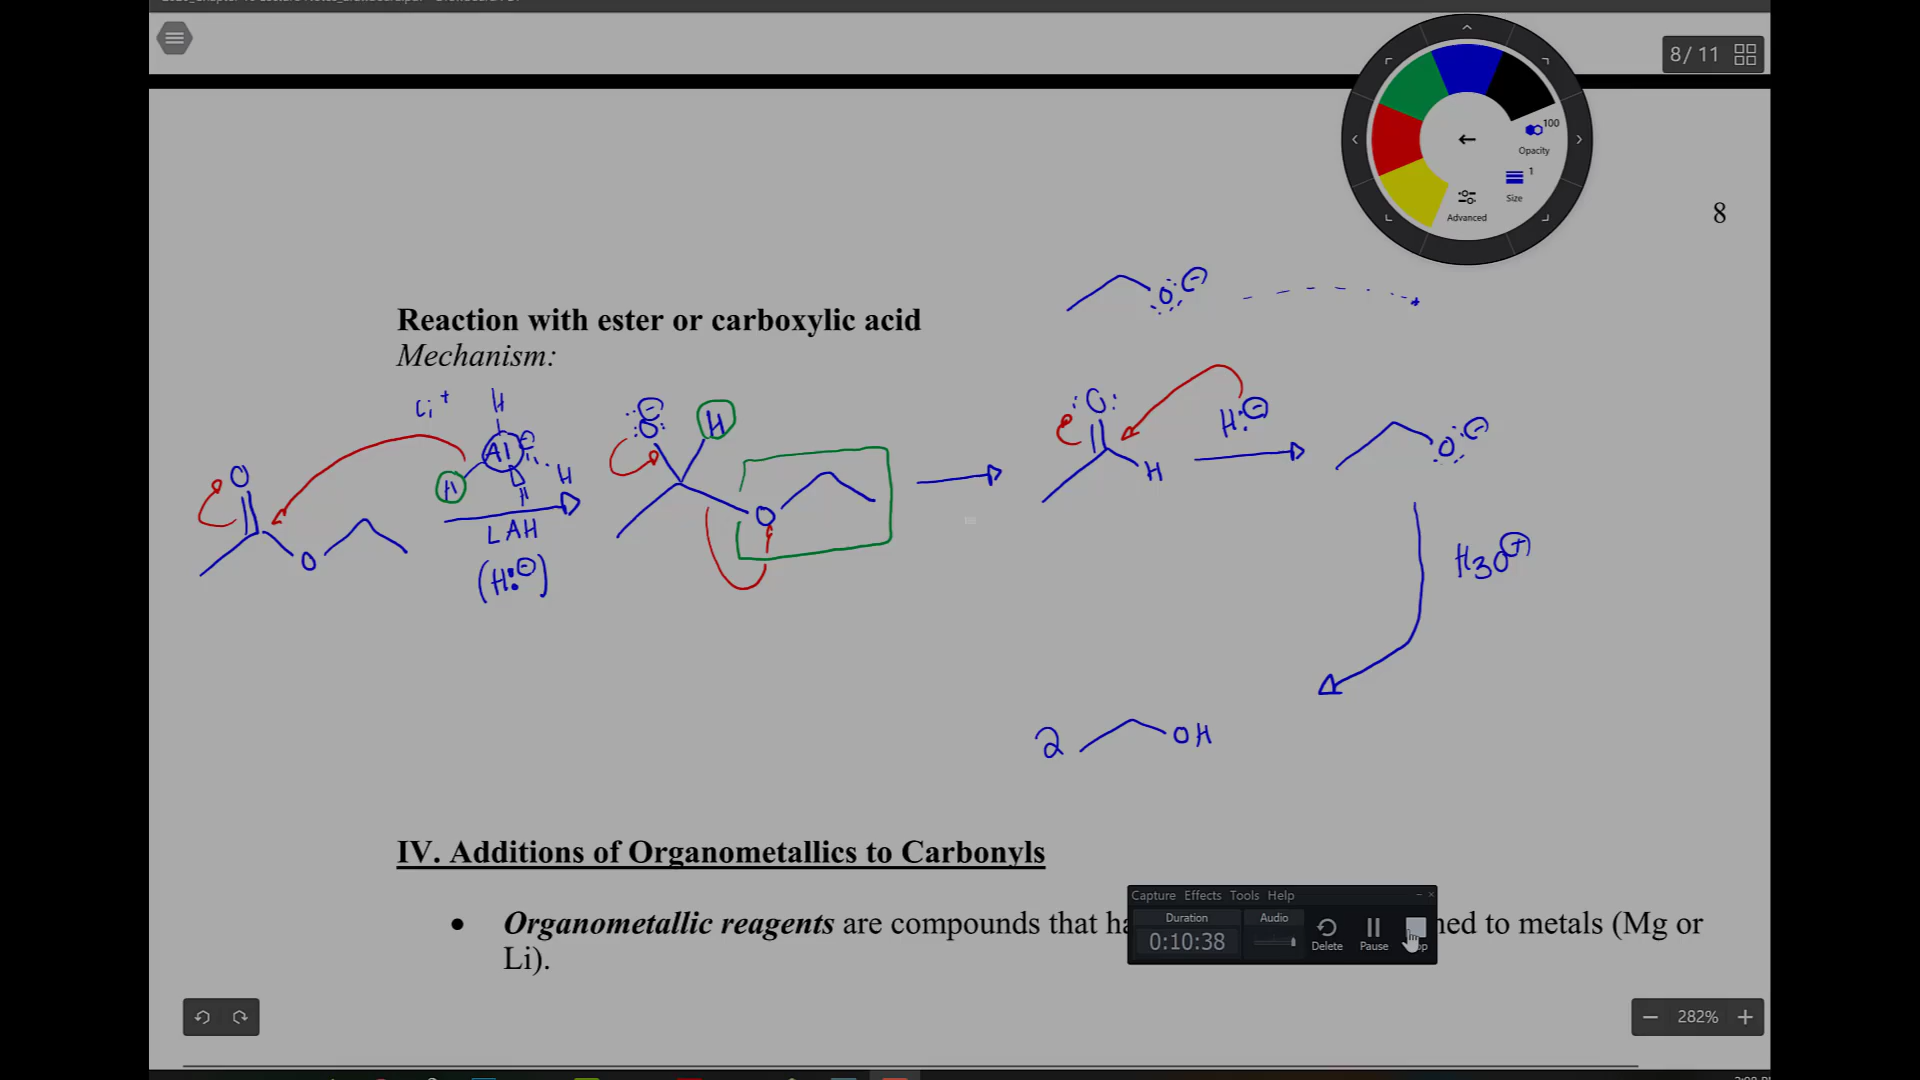 8 / 11
100
Opacity
1
Size
Advanced
8
O:⊖
Reaction with ester or carboxylic acid
Mechanism:
Li+ H
Al ⊖ H
H H
LAH
(H:⊖)
O
O
:O:⊖ H
O
:O:
H
H:⊖
O:⊖
H3O⊕
2 OH
IV. Additions of Organometallics to Carbonyls
Capture Effects Tools Help
Duration Audio
0:10:38 Delete Pause
• Organometallic reagents are compounds that to metals (Mg or
Li).
282%